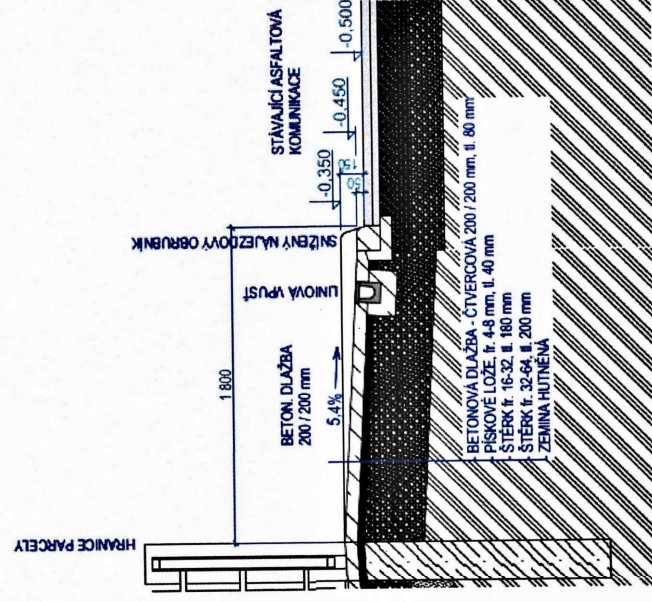 STÁVAJÍCÍ ASFALTOVÁ
KOMUNIKACE
-0,500
-0,450
-0,350
150
50
SNÍŽENÝ NÁJEZDOVÝ OBRUBNÍK
LINIOVÁ VPUSŤ
1 800
BETON. DLAŽBA
200 / 200 mm
5,4%
HRANICE PARCELY
BETONOVÁ DLAŽBA - ČTVERCOVÁ 200 / 200 mm, tl. 80 mm
PÍSKOVÉ LOŽE, fr. 4-8 mm, tl. 40 mm
ŠTĚRK fr. 16-32, tl. 180 mm
ŠTĚRK fr. 32-64, tl. 200 mm
ZEMINA HUTNĚNÁ